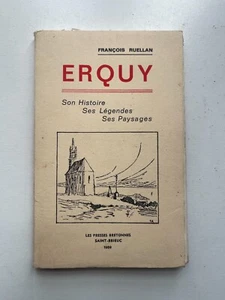 FRANÇOIS RUELLAN
ERQUY
Son Histoire
Ses Légendes
Ses Paysages
LES PRESSES BRETONNES
SAINT-BRIEUC